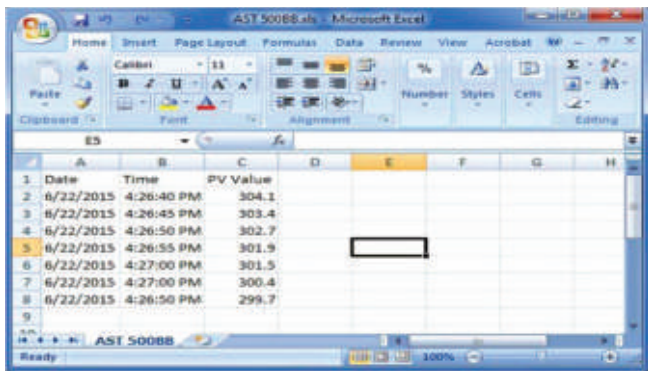 AST 500BB.xls - Microsoft Excel
Home Insert Page Layout Formulas Data Review View Acrobat
Paste
Calibri 11
B I U A A
% A
Number Styles Cells
Σ
Clipboard Font Alignment Editing
E5 fx
A B C D E F G H
1 Date Time PV Value
2 6/22/2015 4:26:40 PM 304.1
3 6/22/2015 4:26:45 PM 303.4
4 6/22/2015 4:26:50 PM 302.7
5 6/22/2015 4:26:55 PM 301.9
6 6/22/2015 4:27:00 PM 301.5
7 6/22/2015 4:27:00 PM 300.4
8 6/22/2015 4:26:50 PM 299.7
9
AST 500BB
Ready 100%